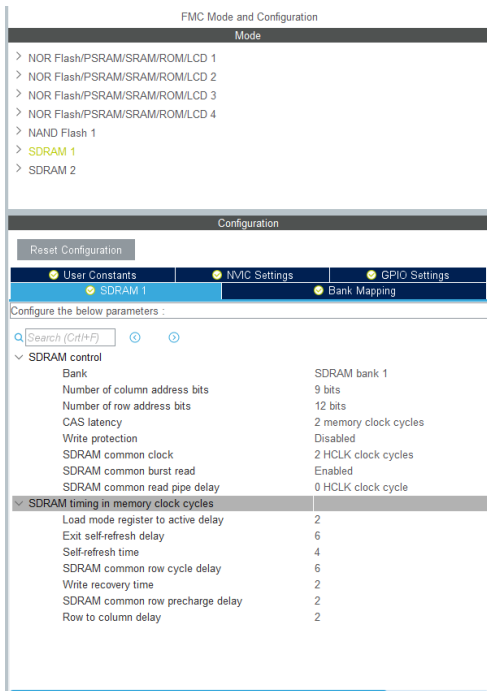 FMC Mode and Configuration
Mode
NOR Flash/PSRAM/SRAM/ROM/LCD 1
NOR Flash/PSRAM/SRAM/ROM/LCD 2
NOR Flash/PSRAM/SRAM/ROM/LCD 3
NOR Flash/PSRAM/SRAM/ROM/LCD 4
NAND Flash 1
SDRAM 1
SDRAM 2
Configuration
Reset Configuration
User Constants NVIC Settings GPIO Settings
SDRAM 1 Bank Mapping
Configure the below parameters :
Search (Crtl+F)
SDRAM control
Bank SDRAM bank 1
Number of column address bits 9 bits
Number of row address bits 12 bits
CAS latency 2 memory clock cycles
Write protection Disabled
SDRAM common clock 2 HCLK clock cycles
SDRAM common burst read Enabled
SDRAM common read pipe delay 0 HCLK clock cycle
SDRAM timing in memory clock cycles
Load mode register to active delay 2
Exit self-refresh delay 6
Self-refresh time 4
SDRAM common row cycle delay 6
Write recovery time 2
SDRAM common row precharge delay 2
Row to column delay 2